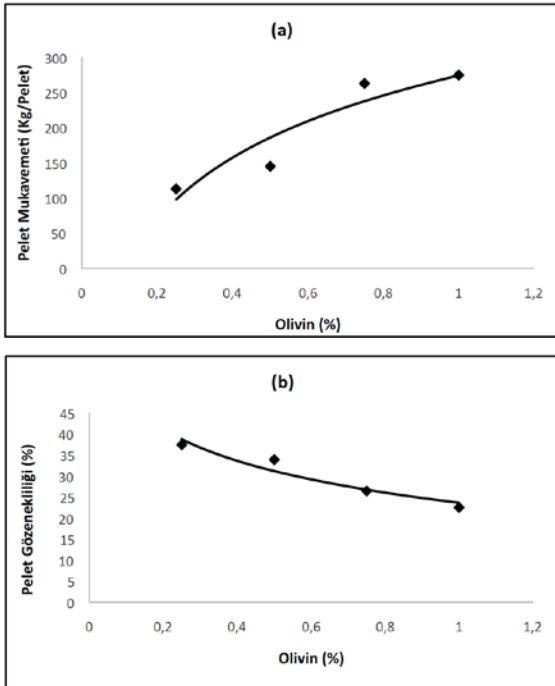 (a)
Pelet Mukavemeti (Kg/Pelet)
300
250
200
150
100
50
0
0 0,2 0,4 0,6 0,8 1 1,2
Olivin (%)
(b)
Pelet Gözenekliliği (%)
45
40
35
30
25
20
15
10
5
0
0 0,2 0,4 0,6 0,8 1 1,2
Olivin (%)